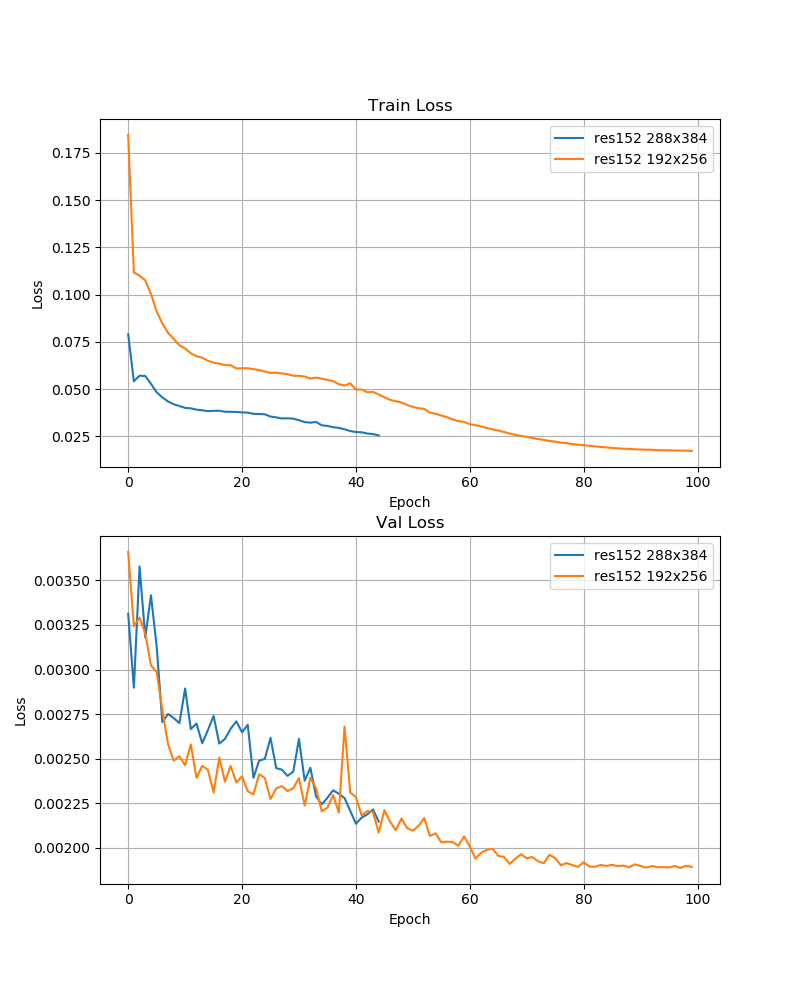 Train Loss
res152 288x384
res152 192x256
0.175
0.150
0.125
0.100
0.075
0.050
0.025
Loss
0 20 40 60 80 100
Epoch
Val Loss
res152 288x384
res152 192x256
0.00350
0.00325
0.00300
0.00275
0.00250
0.00225
0.00200
Loss
0 20 40 60 80 100
Epoch